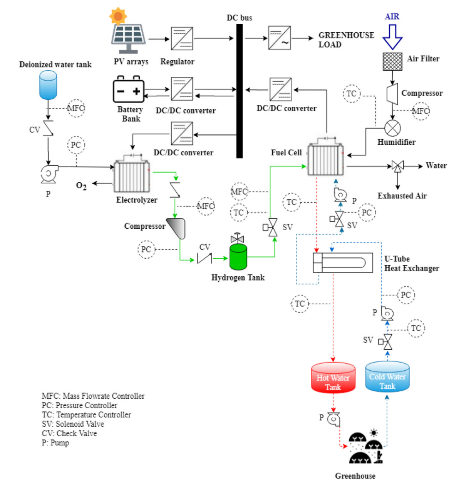 DC bus
AIR
GREENHOUSE
LOAD
PV arrays
Regulator
Deionized water tank
Air Filter
MFC
Battery
Bank
DC/DC converter
DC/DC converter
TC
Compressor
MFC
CV
PC
DC/DC converter
Fuel Cell
Humidifier
P
O2
Water
Electrolyzer
MFC
MFC
TC
P
PC
Exhausted Air
Compressor
SV
SV
PC
CV
Hydrogen Tank
U-Tube
Heat Exchanger
TC
PC
P
TC
SV
Hot Water
Tank
Cold Water
Tank
MFC: Mass Flowrate Controller
PC: Pressure Controller
TC: Temperature Controller
SV: Solenoid Valve
CV: Check Valve
P: Pump
P
Greenhouse